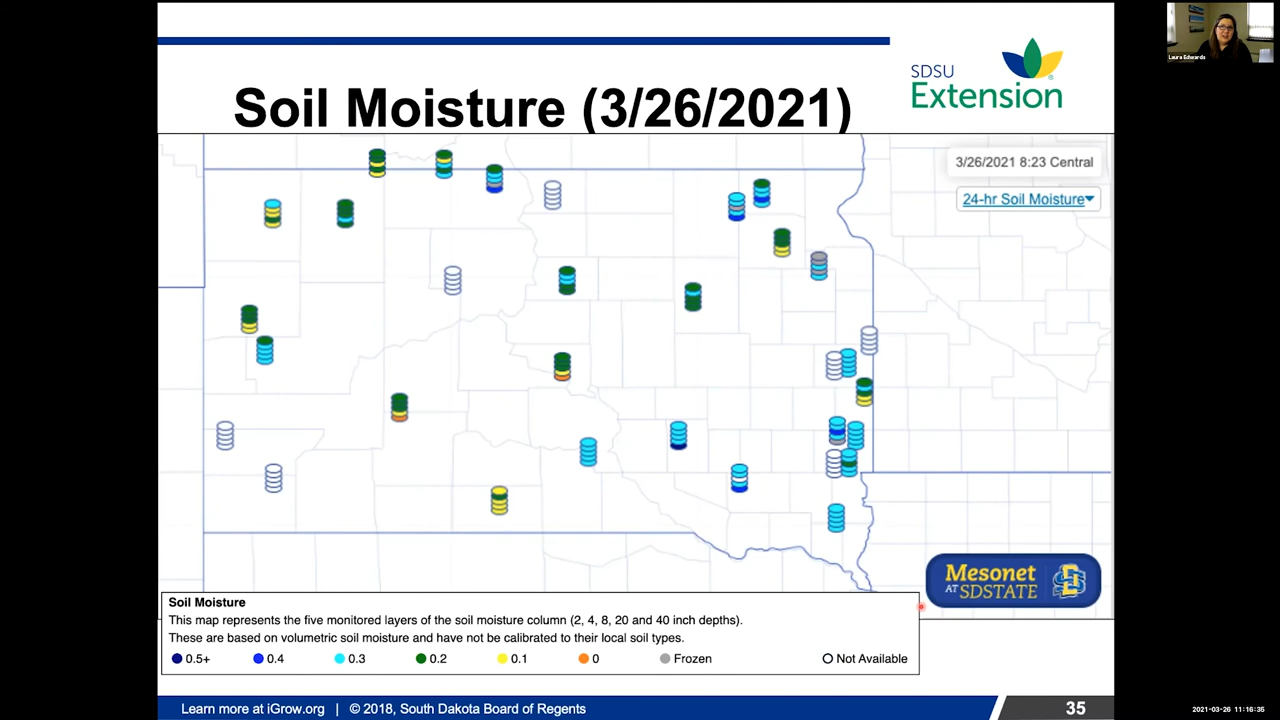 Laura Edwards
SDSU
Extension
Soil Moisture (3/26/2021)
3/26/2021 8:23 Central
24-hr Soil Moisture
Mesonet
AT SDSTATE
Soil Moisture
This map represents the five monitored layers of the soil moisture column (2, 4, 8, 20 and 40 inch depths).
These are based on volumetric soil moisture and have not be calibrated to their local soil types.
0.5+ 0.4 0.3 0.2 0.1 0 Frozen Not Available
Learn more at iGrow.org | © 2018, South Dakota Board of Regents 35
2021-03-26 11:16:35